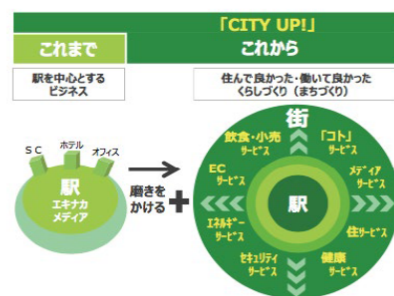 「CITY UP!」
これまで
これから
駅を中心とする
ビジネス
住んで良かった・働いて良かった
くらしづくり（まちづくり）
SC
ホテル
オフィス
駅
エキナカ
メディア
磨きを
かける
+
街
飲食・小売
サービス
「コト」
サービス
EC
サービス
メディア
サービス
駅
エネルギー
サービス
住サービス
セキュリティ
サービス
健康
サービス